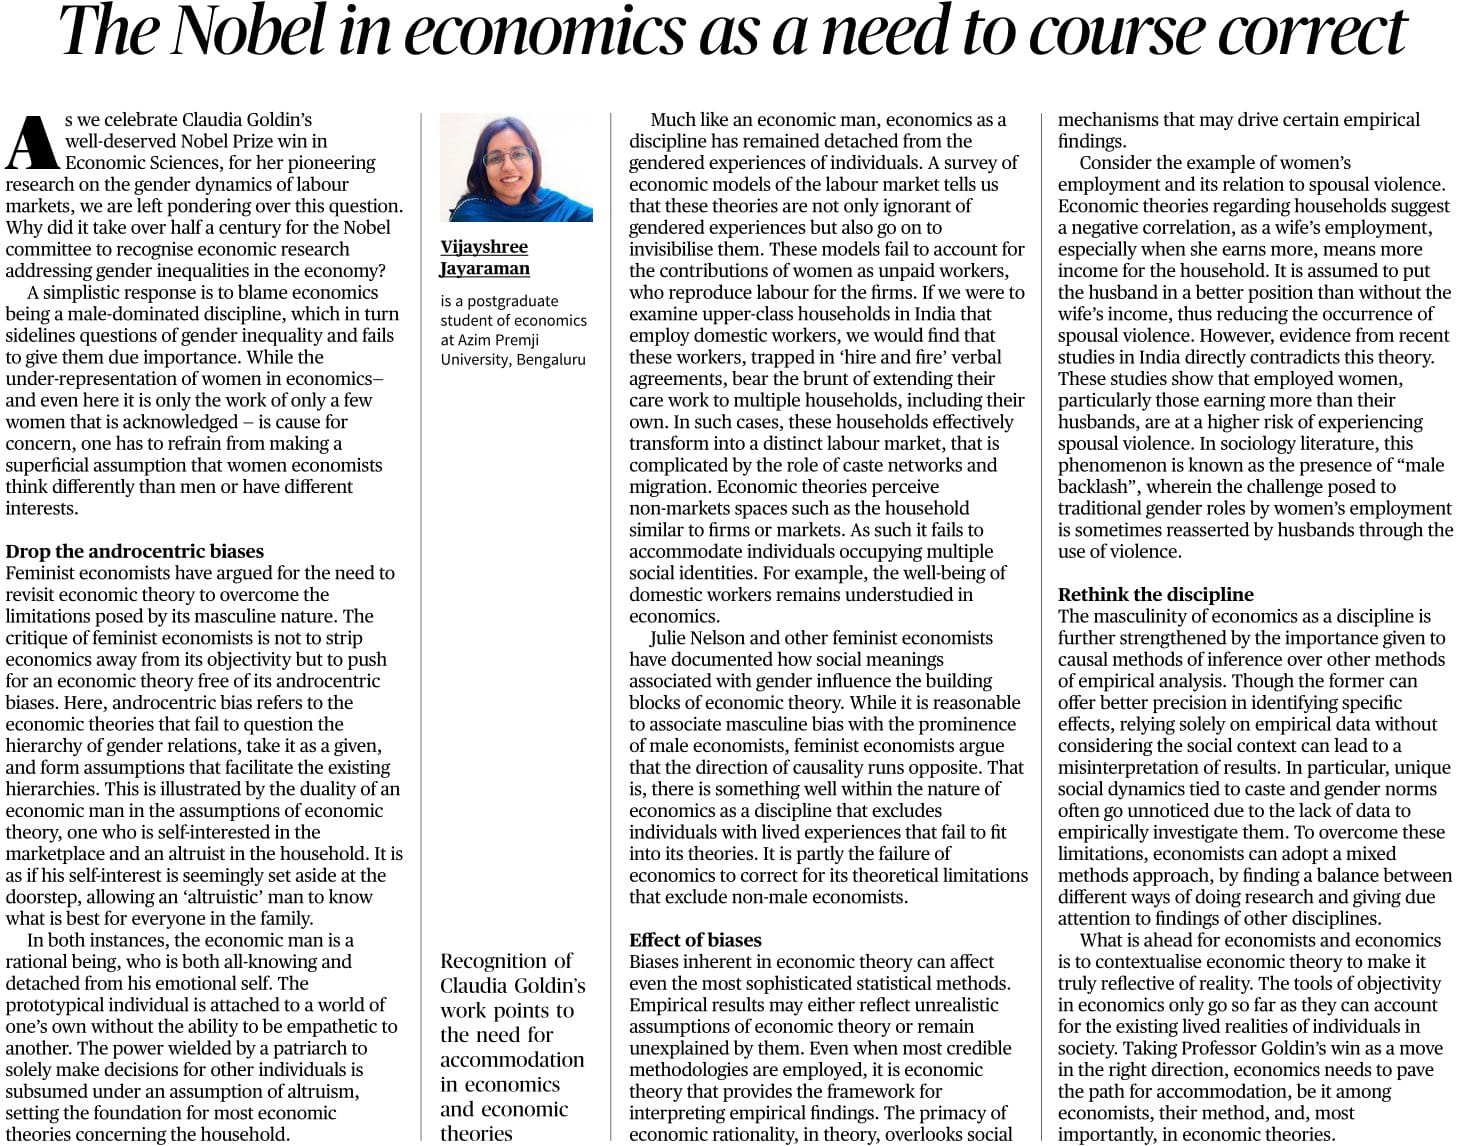 The Nobel in economics as a need to course correct
As we celebrate Claudia Goldin's
well-deserved Nobel Prize win in
Economic Sciences, for her pioneering
research on the gender dynamics of labour
markets, we are left pondering over this question.
Why did it take over half a century for the Nobel
committee to recognise economic research
addressing gender inequalities in the economy?
A simplistic response is to blame economics
being a male-dominated discipline, which in turn
sidelines questions of gender inequality and fails
to give them due importance. While the
under-representation of women in economics—
and even here it is only the work of only a few
women that is acknowledged – is cause for
concern, one has to refrain from making a
superficial assumption that women economists
think differently than men or have different
interests.
Drop the androcentric biases
Feminist economists have argued for the need to
revisit economic theory to overcome the
limitations posed by its masculine nature. The
critique of feminist economists is not to strip
economics away from its objectivity but to push
for an economic theory free of its androcentric
biases. Here, androcentric bias refers to the
economic theories that fail to question the
hierarchy of gender relations, take it as a given,
and form assumptions that facilitate the existing
hierarchies. This is illustrated by the duality of an
economic man in the assumptions of economic
theory, one who is self-interested in the
marketplace and an altruist in the household. It is
as if his self-interest is seemingly set aside at the
doorstep, allowing an 'altruistic' man to know
what is best for everyone in the family.
In both instances, the economic man is a
rational being, who is both all-knowing and
detached from his emotional self. The
prototypical individual is attached to a world of
one's own without the ability to be empathetic to
another. The power wielded by a patriarch to
solely make decisions for other individuals is
subsumed under an assumption of altruism,
setting the foundation for most economic
theories concerning the household.
Vijayshree
Jayaraman
is a postgraduate
student of economics
at Azim Premji
University, Bengaluru
Recognition of
Claudia Goldin's
work points to
the need for
accommodation
in economics
and economic
theories
Much like an economic man, economics as a
discipline has remained detached from the
gendered experiences of individuals. A survey of
economic models of the labour market tells us
that these theories are not only ignorant of
gendered experiences but also go on to
invisibilise them. These models fail to account for
the contributions of women as unpaid workers,
who reproduce labour for the firms. If we were to
examine upper-class households in India that
employ domestic workers, we would find that
these workers, trapped in 'hire and fire' verbal
agreements, bear the brunt of extending their
care work to multiple households, including their
own. In such cases, these households effectively
transform into a distinct labour market, that is
complicated by the role of caste networks and
migration. Economic theories perceive
non-markets spaces such as the household
similar to firms or markets. As such it fails to
accommodate individuals occupying multiple
social identities. For example, the well-being of
domestic workers remains understudied in
economics.
Julie Nelson and other feminist economists
have documented how social meanings
associated with gender influence the building
blocks of economic theory. While it is reasonable
to associate masculine bias with the prominence
of male economists, feminist economists argue
that the direction of causality runs opposite. That
is, there is something well within the nature of
economics as a discipline that excludes
individuals with lived experiences that fail to fit
into its theories. It is partly the failure of
economics to correct for its theoretical limitations
that exclude non-male economists.
Effect of biases
Biases inherent in economic theory can affect
even the most sophisticated statistical methods.
Empirical results may either reflect unrealistic
assumptions of economic theory or remain
unexplained by them. Even when most credible
methodologies are employed, it is economic
theory that provides the framework for
interpreting empirical findings. The primacy of
economic rationality, in theory, overlooks social
mechanisms that may drive certain empirical
findings.
Consider the example of women's
employment and its relation to spousal violence.
Economic theories regarding households suggest
a negative correlation, as a wife's employment,
especially when she earns more, means more
income for the household. It is assumed to put
the husband in a better position than without the
wife's income, thus reducing the occurrence of
spousal violence. However, evidence from recent
studies in India directly contradicts this theory.
These studies show that employed women,
particularly those earning more than their
husbands, are at a higher risk of experiencing
spousal violence. In sociology literature, this
phenomenon is known as the presence of "male
backlash", wherein the challenge posed to
traditional gender roles by women's employment
is sometimes reasserted by husbands through the
use of violence.
Rethink the discipline
The masculinity of economics as a discipline is
further strengthened by the importance given to
causal methods of inference over other methods
of empirical analysis. Though the former can
offer better precision in identifying specific
effects, relying solely on empirical data without
considering the social context can lead to a
misinterpretation of results. In particular, unique
social dynamics tied to caste and gender norms
often go unnoticed due to the lack of data to
empirically investigate them. To overcome these
limitations, economists can adopt a mixed
methods approach, by finding a balance between
different ways of doing research and giving due
attention to findings of other disciplines.
What is ahead for economists and economics
is to contextualise economic theory to make it
truly reflective of reality. The tools of objectivity
in economics only go so far as they can account
for the existing lived realities of individuals in
society. Taking Professor Goldin's win as a move
in the right direction, economics needs to pave
the path for accommodation, be it among
economists, their method, and, most
importantly, in economic theories.